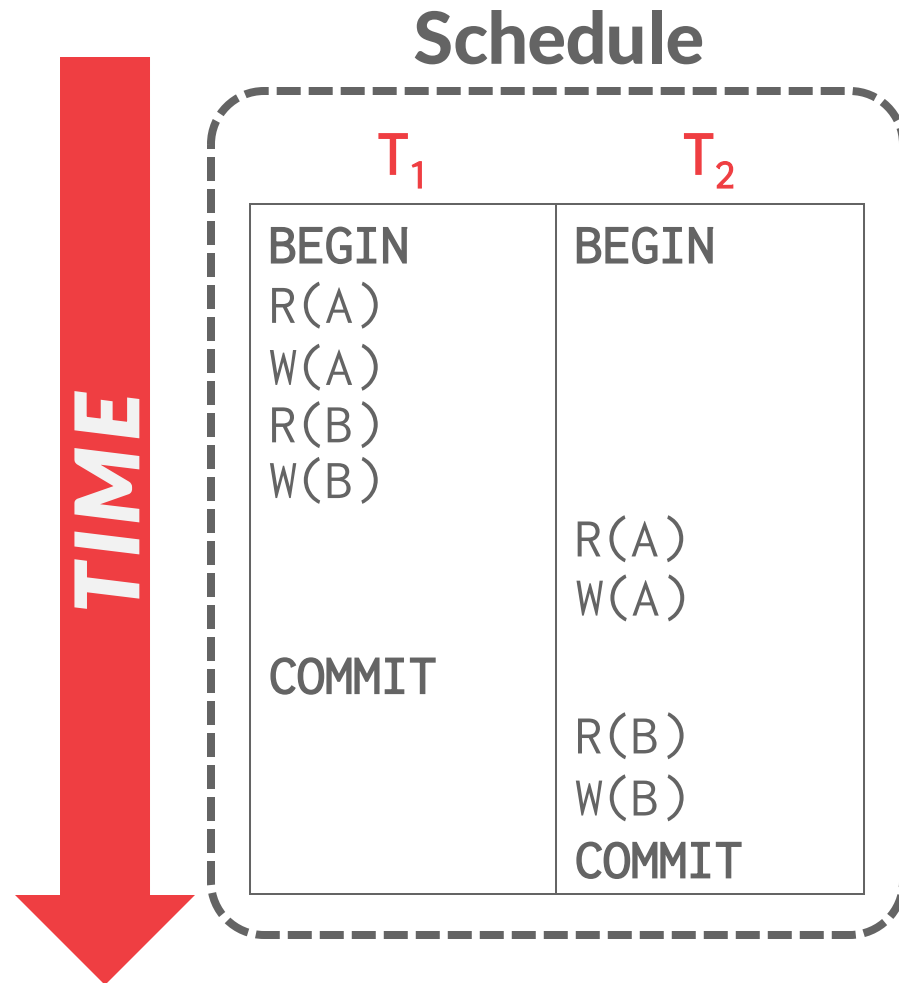 Schedule
T1 T2
BEGIN BEGIN
R(A)
W(A)
R(B)
W(B)
R(A)
W(A)
COMMIT
R(B)
W(B)
COMMIT
TIME